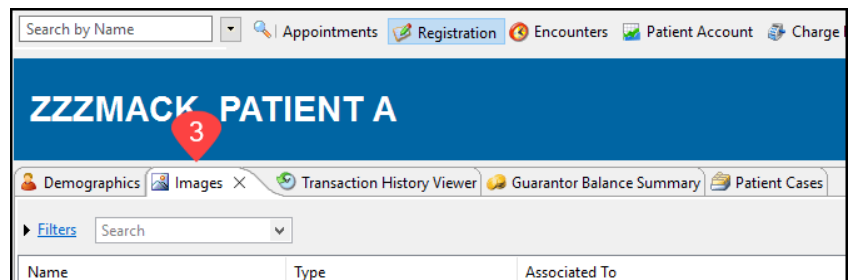 Search by Name Appointments Registration Encounters Patient Account Charge
ZZZMACK, PATIENT A
3
Demographics Images Transaction History Viewer Guarantor Balance Summary Patient Cases
Filters Search
Name Type Associated To